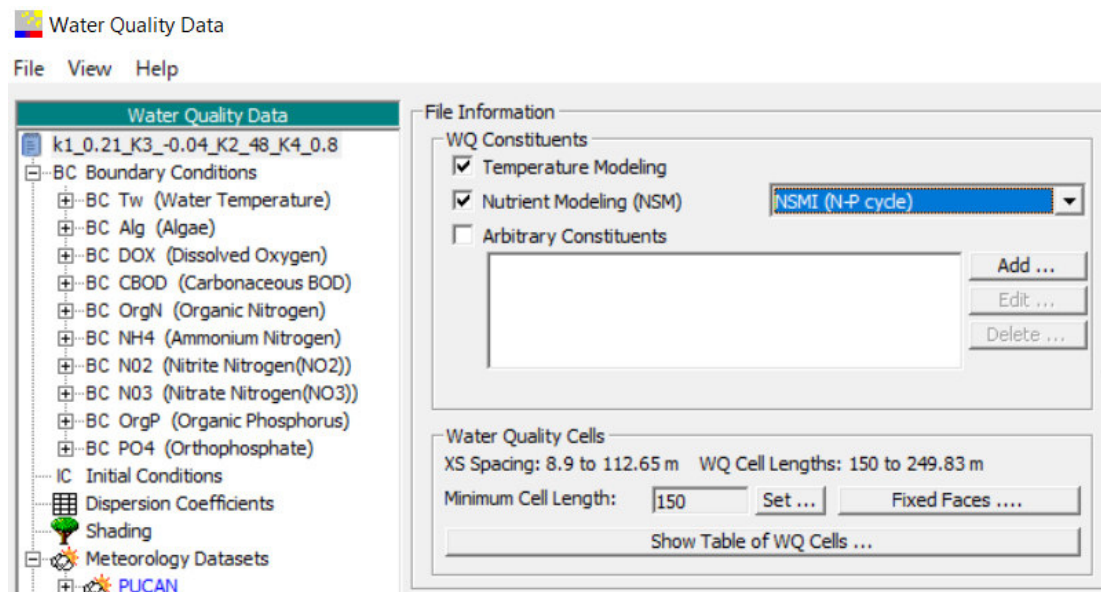 Water Quality Data
File View Help
Water Quality Data
k1_0.21_K3_-0.04_K2_48_K4_0.8
BC Boundary Conditions
BC Tw (Water Temperature)
BC Alg (Algae)
BC DOX (Dissolved Oxygen)
BC CBOD (Carbonaceous BOD)
BC OrgN (Organic Nitrogen)
BC NH4 (Ammonium Nitrogen)
BC N02 (Nitrite Nitrogen(NO2))
BC N03 (Nitrate Nitrogen(NO3))
BC OrgP (Organic Phosphorus)
BC PO4 (Orthophosphate)
IC Initial Conditions
Dispersion Coefficients
Shading
Meteorology Datasets
PUCAN
File Information
WQ Constituents
Temperature Modeling
Nutrient Modeling (NSM) NSMI (N-P cycle)
Arbitrary Constituents
Add ...
Edit ...
Delete ...
Water Quality Cells
XS Spacing: 8.9 to 112.65 m WQ Cell Lengths: 150 to 249.83 m
Minimum Cell Length: 150 Set ... Fixed Faces ....
Show Table of WQ Cells ...